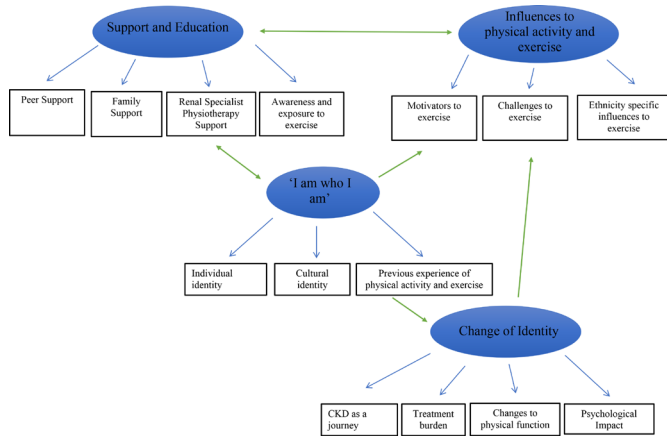 Support and Education
Influences to
physical activity and
exercise
Peer Support
Family
Support
Renal Specialist
Physiotherapy
Support
Awareness and
exposure to
exercise
Motivators to
exercise
Challenges to
exercise
Ethnicity specific
influences to
exercise
‘I am who I
am’
Individual
identity
Cultural
identity
Previous experience of
physical activity and exercise
Change of Identity
CKD as a
journey
Treatment
burden
Changes to
physical function
Psychological
Impact